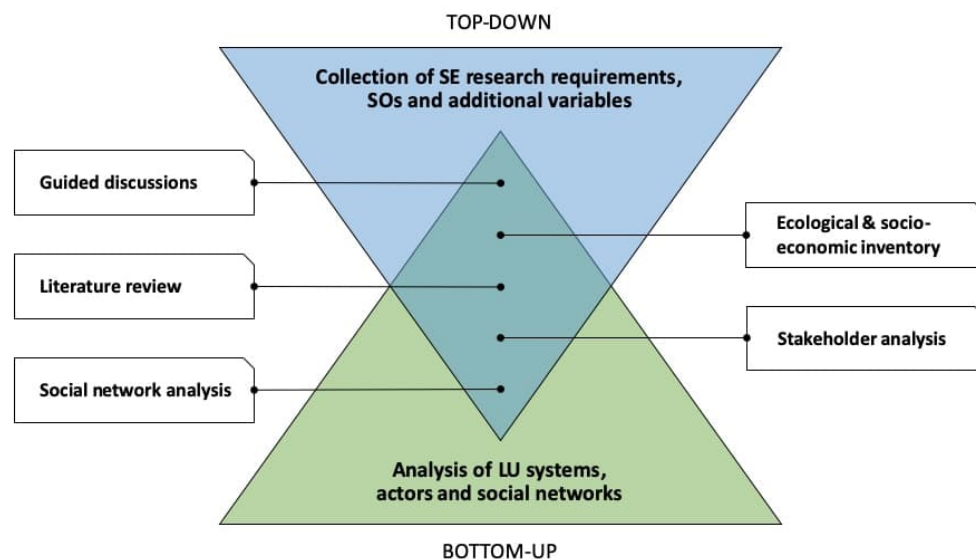 TOP-DOWN
Collection of SE research requirements,
SOs and additional variables
Guided discussions
Ecological & socio-
economic inventory
Literature review
Stakeholder analysis
Social network analysis
Analysis of LU systems,
actors and social networks
BOTTOM-UP